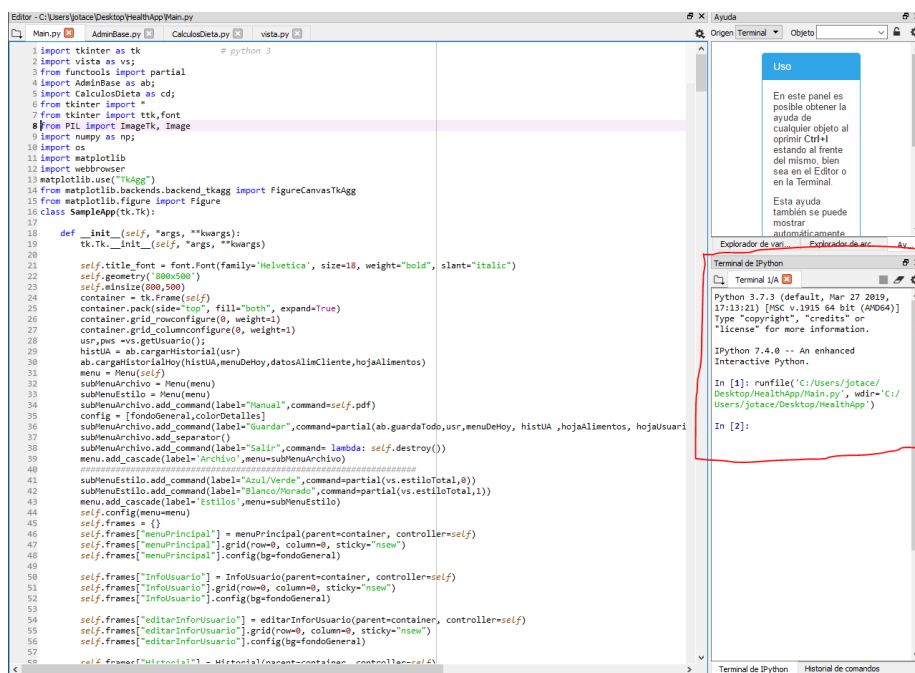 Editor - C:\Users\jotace\Desktop\HealthApp\Main.py
Main.py
AdminBase.py
CalculosDieta.py
vista.py
1 import tkinter as tk # python 3
2 import vista as vs;
3 from functools import partial
4 import AdminBase as ab;
5 import CalculosDieta as cd;
6 from tkinter import *
7 from tkinter import ttk,font
8 from PIL import ImageTk, Image
9 import numpy as np;
10 import os
11 import matplotlib
12 import webbrowser
13 matplotlib.use("TkAgg")
14 from matplotlib.backends.backend_tkagg import FigureCanvasTkAgg
15 from matplotlib.figure import Figure
16 class SampleApp(tk.Tk):
17
18 def __init__(self, *args, **kwargs):
19 tk.Tk.__init__(self, *args, **kwargs)
20
21 self.title_font = font.Font(family='Helvetica', size=18, weight="bold", slant="italic")
22 self.geometry('800x500')
23 self.minsize(800,500)
24 container = tk.Frame(self)
25 container.pack(side="top", fill="both", expand=True)
26 container.grid_rowconfigure(0, weight=1)
27 container.grid_columnconfigure(0, weight=1)
28 usr,pws =vs.getUsuario();
29 histUA = ab.cargarHistorial(usr)
30 ab.cargaHistorialHoy(histUA,menuDeHoy,datosAlimCliente,hojaAlimentos)
31 menu = Menu(self)
32 subMenuArchivo = Menu(menu)
33 subMenuEstilo = Menu(menu)
34 subMenuArchivo.add_command(label="Manual",command=self.pdf)
35 config = [fondoGeneral,colorDetalles]
36 subMenuArchivo.add_command(label="Guardar",command=partial(ab.guardaTodo,usr,menuDeHoy, histUA ,hojaAlimentos, hojaUsuari
37 subMenuArchivo.add_separator()
38 subMenuArchivo.add_command(label="Salir",command= lambda: self.destroy())
39 menu.add_cascade(label='Archivo',menu=subMenuArchivo)
40 ################################################################
41 subMenuEstilo.add_command(label="Azul/Verde",command=partial(vs.estiloTotal,0))
42 subMenuEstilo.add_command(label="Blanco/Morado",command=partial(vs.estiloTotal,1))
43 menu.add_cascade(label='Estilos',menu=subMenuEstilo)
44 self.config(menu=menu)
45 self.frames = {}
46 self.frames["menuPrincipal"] = menuPrincipal(parent=container, controller=self)
47 self.frames["menuPrincipal"].grid(row=0, column=0, sticky="nsew")
48 self.frames["menuPrincipal"].config(bg=fondoGeneral)
49
50 self.frames["InfoUsuario"] = InfoUsuario(parent=container, controller=self)
51 self.frames["InfoUsuario"].grid(row=0, column=0, sticky="nsew")
52 self.frames["InfoUsuario"].config(bg=fondoGeneral)
53
54 self.frames["editarInforUsuario"] = editarInforUsuario(parent=container, controller=self)
55 self.frames["editarInforUsuario"].grid(row=0, column=0, sticky="nsew")
56 self.frames["editarInforUsuario"].config(bg=fondoGeneral)
57
58 self.frames["Historial"] = Historial(parent=container, controller=self)
Ayuda
Origen Terminal Objeto
Uso
En este panel es
posible obtener la
ayuda de
cualquier objeto al
oprimir Ctrl+I
estando al frente
del mismo, bien
sea en el Editor o
en la Terminal.
Esta ayuda
también se puede
mostrar
automáticamente
Explorador de vari... Explorador de arc... Ay...
Terminal de IPython
Terminal 1/A
Python 3.7.3 (default, Mar 27 2019,
17:13:21) [MSC v.1915 64 bit (AMD64)]
Type "copyright", "credits" or
"license" for more information.
IPython 7.4.0 -- An enhanced
Interactive Python.
In [1]: runfile('C:/Users/jotace/
Desktop/HealthApp/Main.py', wdir='C:/
Users/jotace/Desktop/HealthApp')
In [2]:
Terminal de IPython Historial de comandos